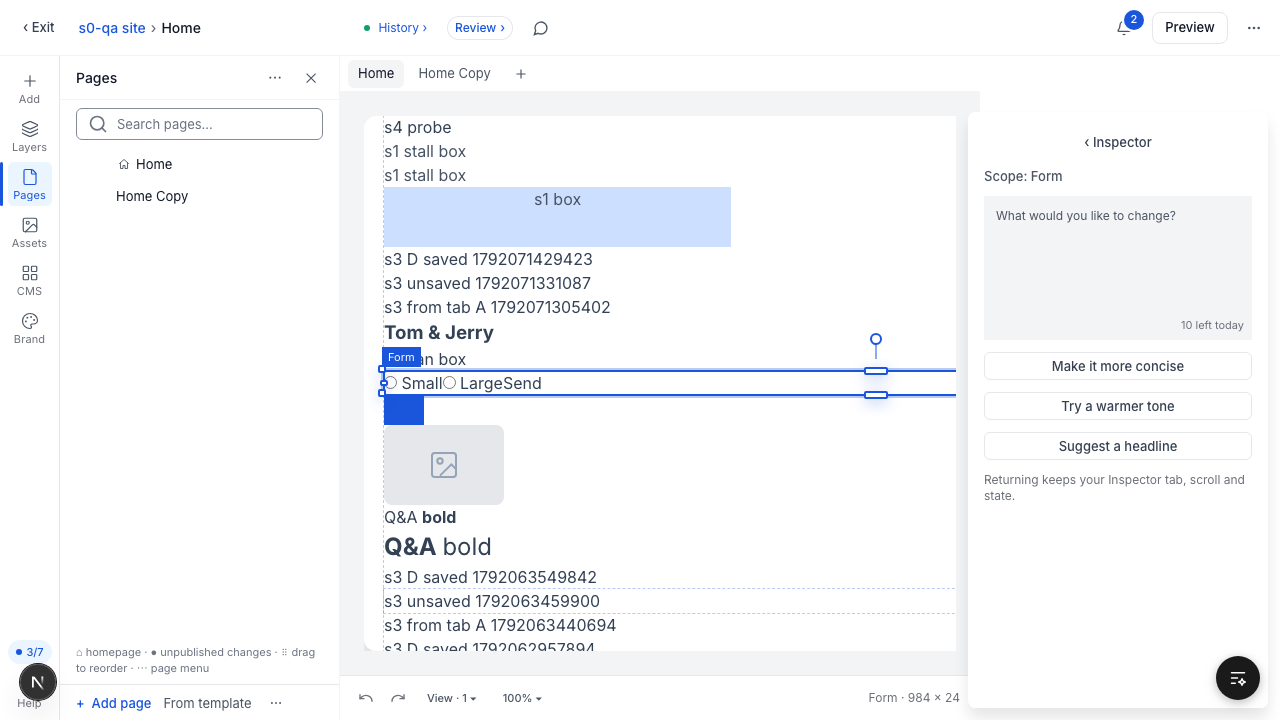 ‹ Exit
s0-qa site › Home
History ›
Review ›
2
Preview
Add
Layers
Pages
Assets
CMS
Brand
3/7
N
Help
Pages
Search pages...
Home
Home Copy
⌂ homepage · ● unpublished changes · ⠿ drag
to reorder · ··· page menu
+ Add page
From template
Home
Home Copy
s4 probe
s1 stall box
s1 stall box
s1 box
s3 D saved 1792071429423
s3 unsaved 1792071331087
s3 from tab A 1792071305402
Tom & Jerry
Form
an box
Small Large Send
Q&A bold
Q&A bold
s3 D saved 1792063549842
s3 unsaved 1792063459900
s3 from tab A 1792063440694
s3 D saved 1792062957894
View · 1
100%
Form · 984 × 24
‹ Inspector
Scope: Form
What would you like to change?
10 left today
Make it more concise
Try a warmer tone
Suggest a headline
Returning keeps your Inspector tab, scroll and
state.